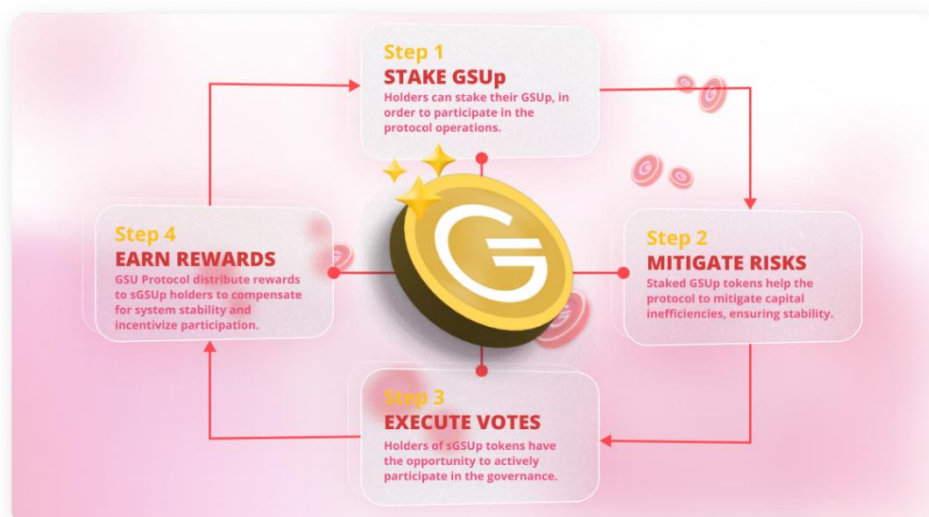 Step 1
STAKE GSUp
Holders can stake their GSUp, in
order to participate in the
protocol operations.
Step 2
MITIGATE RISKS
Staked GSUp tokens help the
protocol to mitigate capital
inefficiencies, ensuring stability.
Step 3
EXECUTE VOTES
Holders of sGSUp tokens have
the opportunity to actively
participate in the governance.
Step 4
EARN REWARDS
GSU Protocol distribute rewards
to sGSUp holders to compensate
for system stability and
incentivize participation.